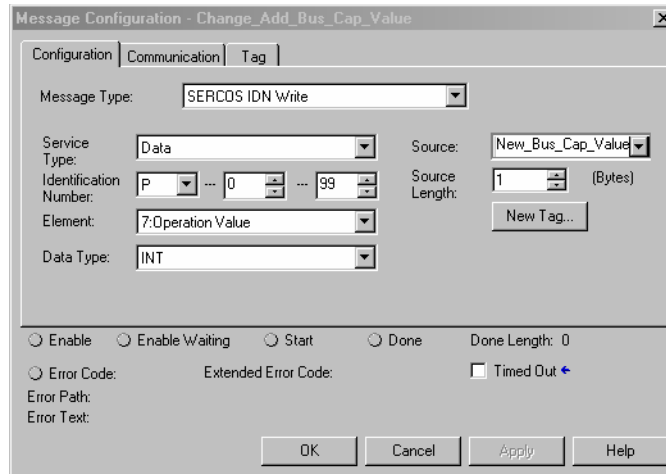 Message Configuration - Change_Add_Bus_Cap_Value
Configuration Communication Tag
Message Type: SERCOS IDN Write
Service Type: Data Source: New_Bus_Cap_Value
Identification Number: P --- 0 --- 99 Source Length: 1 (Bytes)
Element: 7:Operation Value New Tag...
Data Type: INT
Enable Enable Waiting Start Done Done Length: 0
Error Code: Extended Error Code: Timed Out
Error Path:
Error Text:
OK Cancel Apply Help